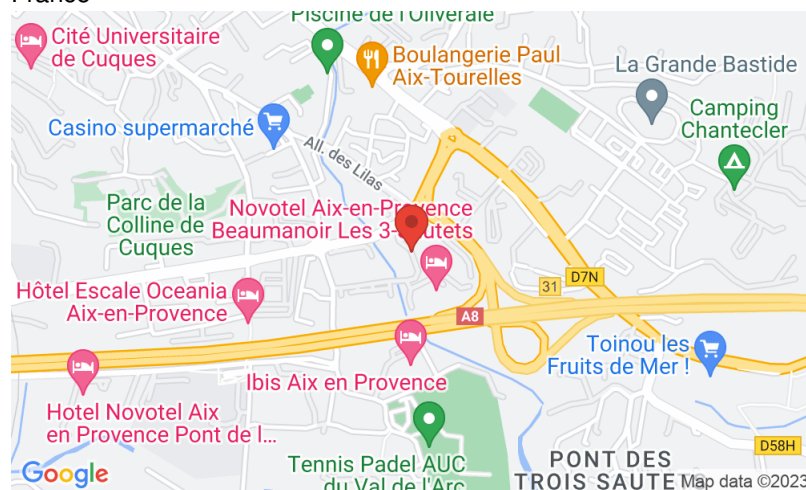 France
Piscine de l'Oliveraie
Cité Universitaire
de Cuques
Boulangerie Paul
Aix-Tourelles
La Grande Bastide
Camping
Chantecler
Casino supermarché
All. des Lilas
Parc de la
Colline de
Cuques
Novotel Aix-en-Provence
Beaumanoir Les 3-Sautets
Hôtel Escale Oceania
Aix-en-Provence
31
D7N
A8
Toinou les
Fruits de Mer !
Ibis Aix en Provence
Hotel Novotel Aix
en Provence Pont de l...
D58H
PONT DES
TROIS SAUTE
Tennis Padel AUC
du Val de l'Arc
Google
Map data ©2023